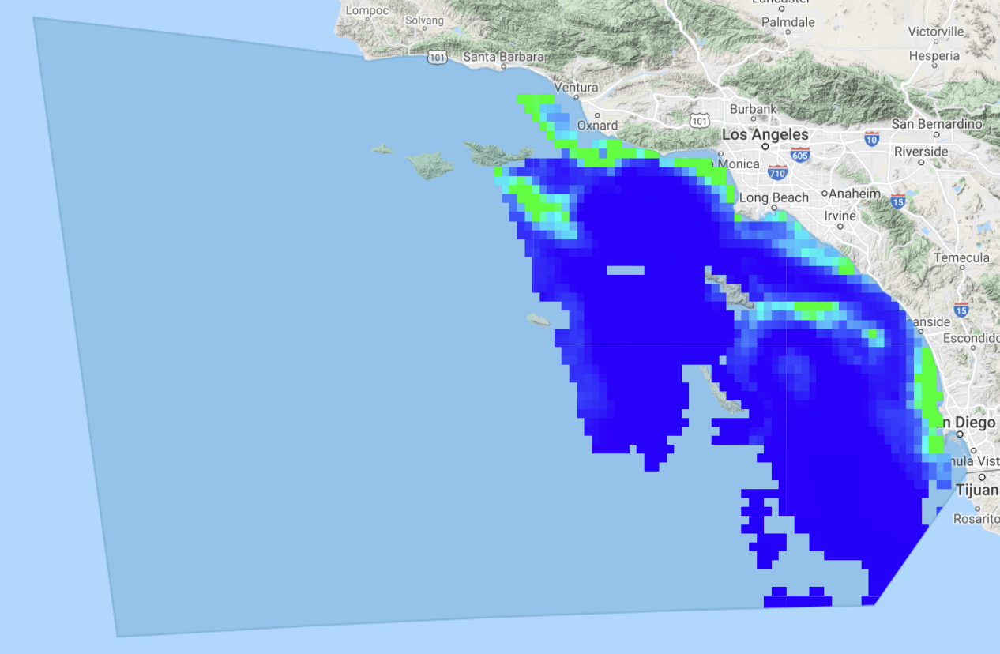 Lancaster
Lompoc
Solvang
Palmdale
Victorville
Hesperia
101
Santa Barbara
Ventura
Burbank
San Bernardino
Oxnard
101
Los Angeles
10
605
Riverside
a Monica
710
Long Beach
Anaheim
15
Irvine
Temecula
15
anside
Escondido
n Diego
ula Vist
Tijuan
Rosarito